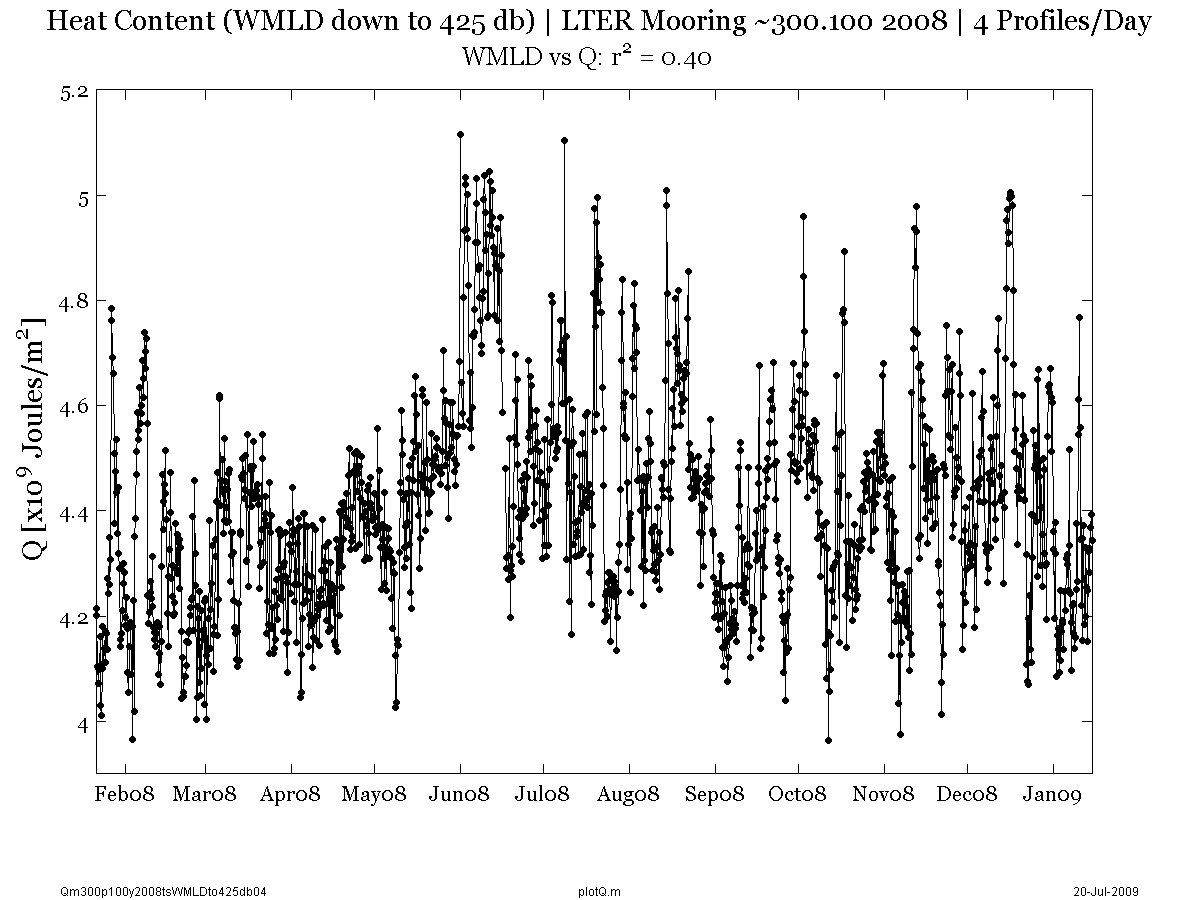 Heat Content (WMLD down to 425 db) | LTER Mooring ~300.100 2008 | 4 Profiles/Day
WMLD vs Q: r² = 0.40
Q [x10⁹ Joules/m²]
5.2
5
4.8
4.6
4.4
4.2
4
Feb08 Mar08 Apr08 May08 Jun08 Jul08 Aug08 Sep08 Oct08 Nov08 Dec08 Jan09
Qm300p100y2008tsWMLDto425db04 plotQ.m 20-Jul-2009